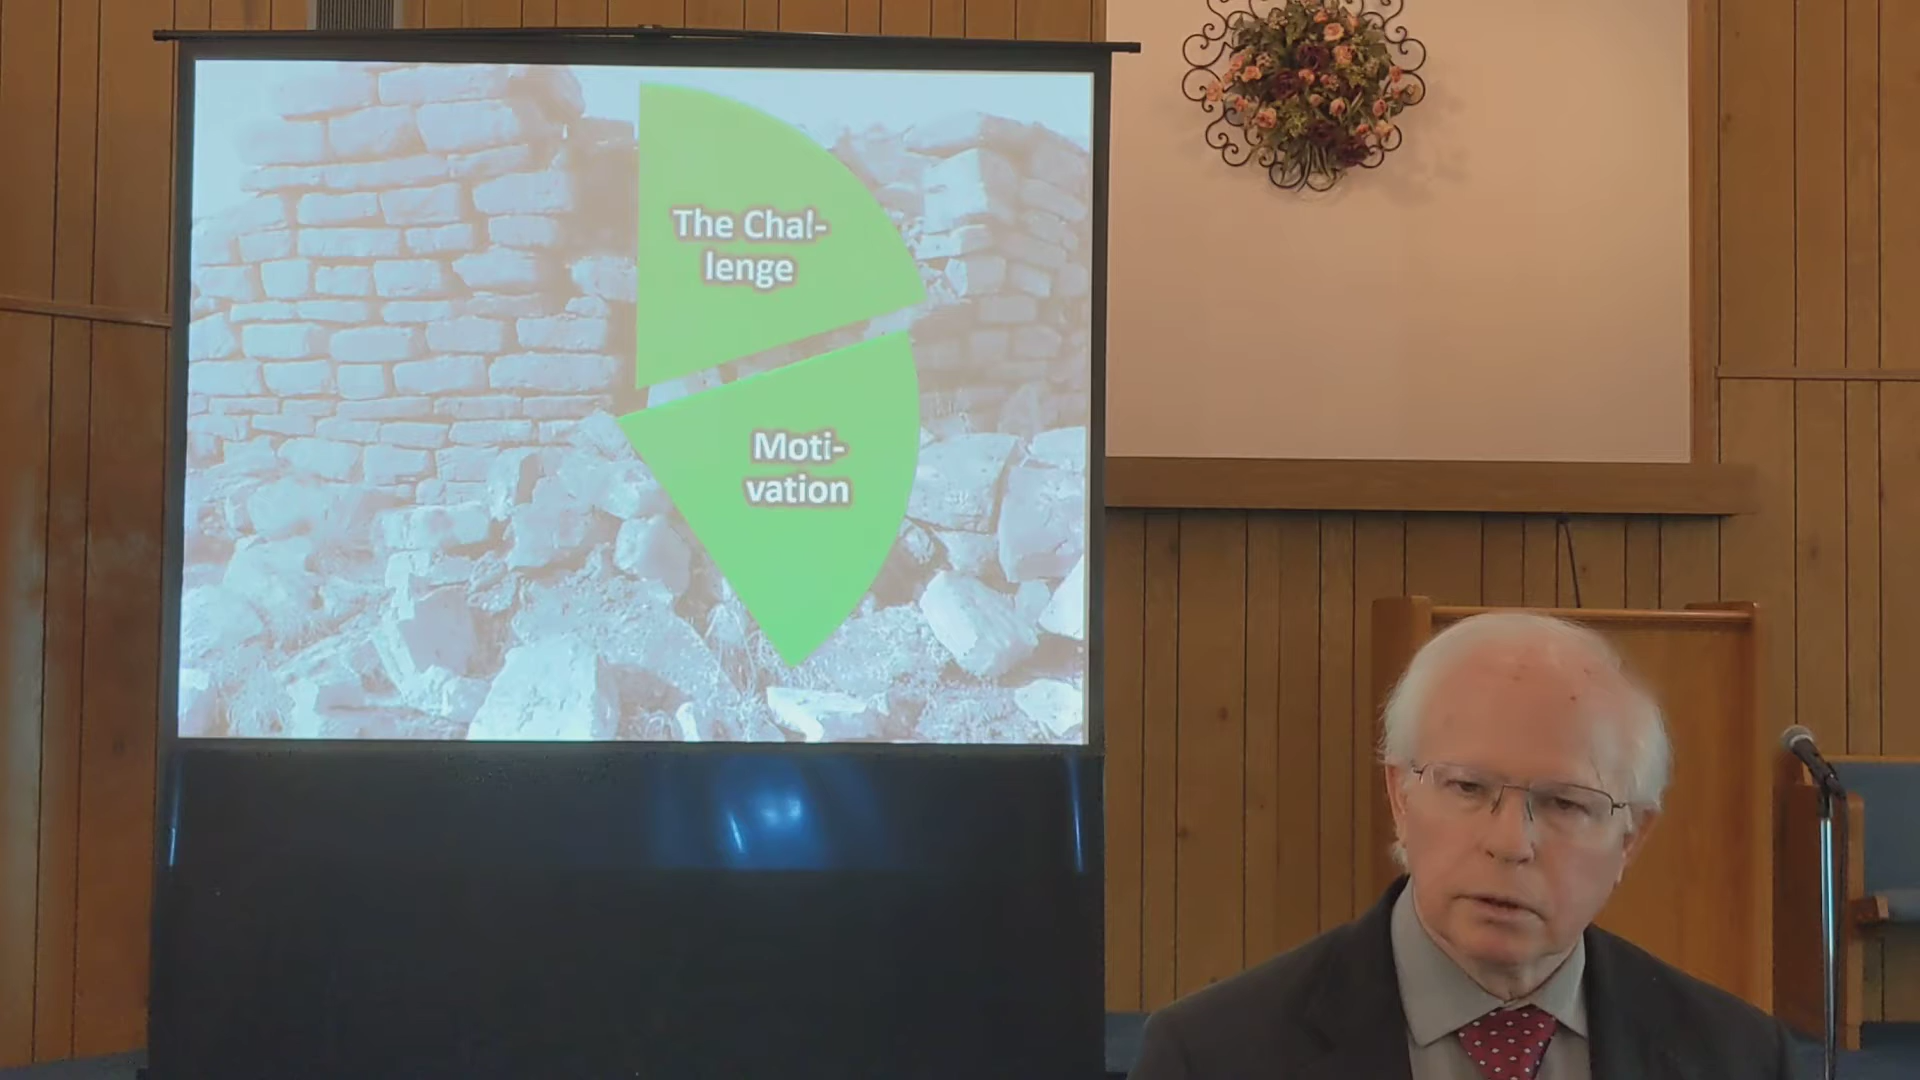 The Chal-
lenge
Moti-
vation